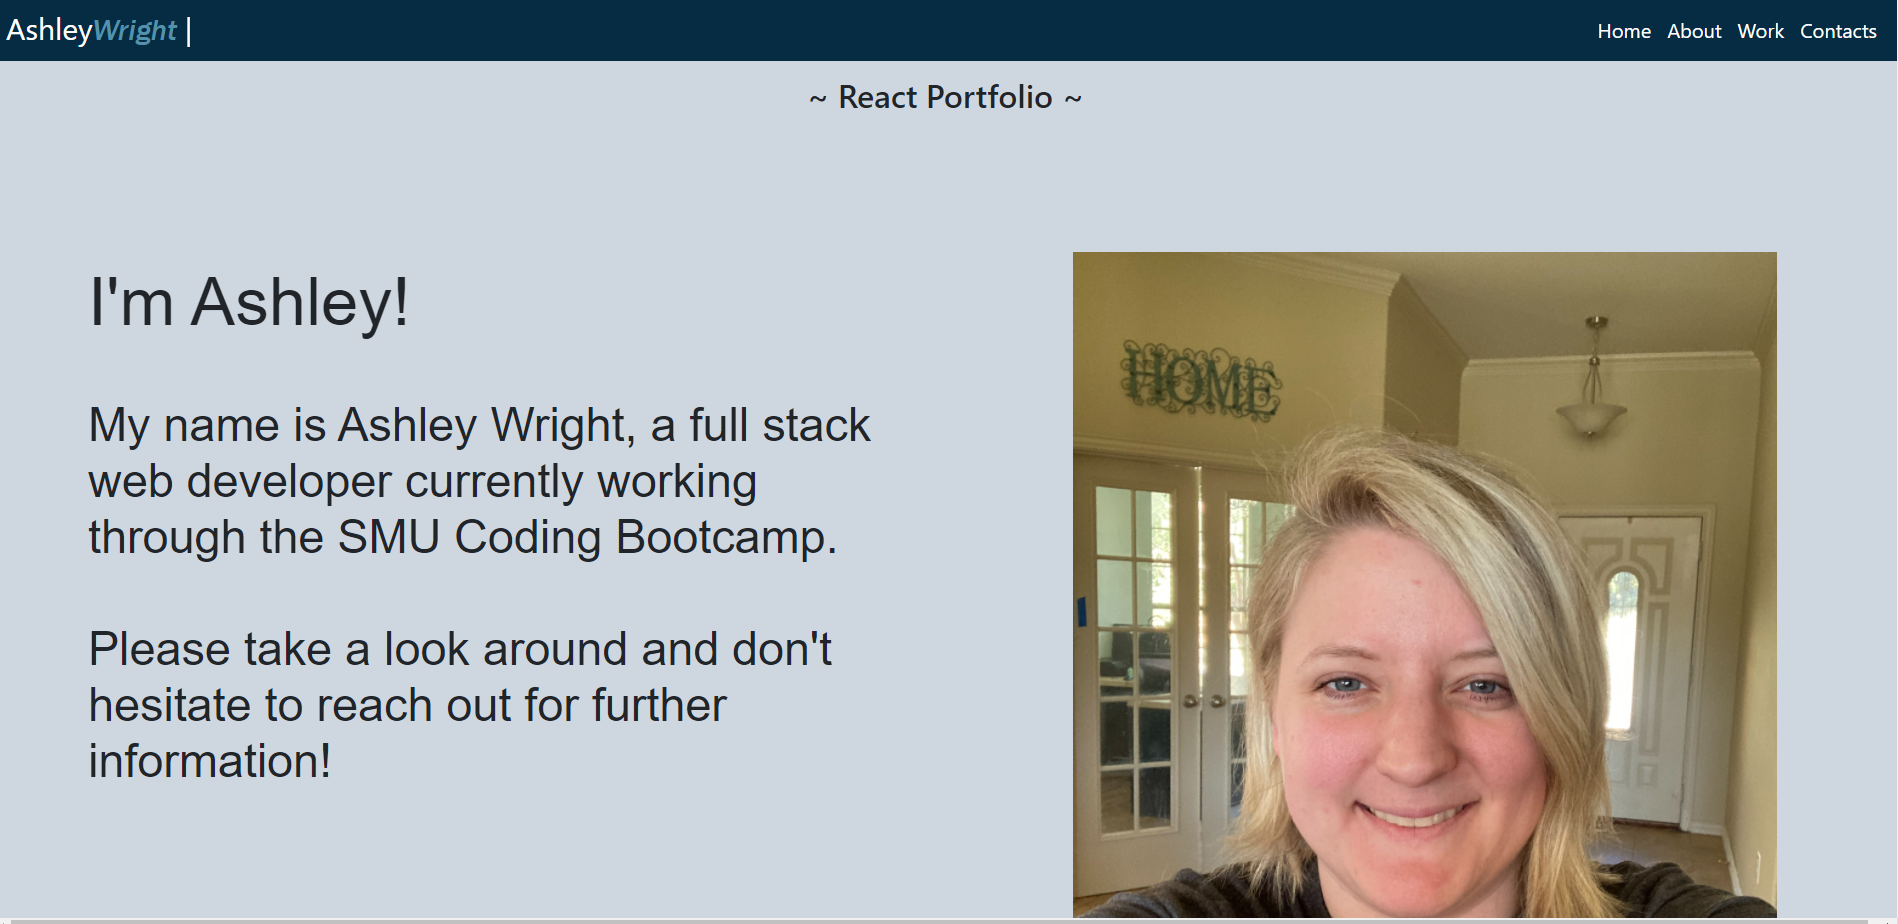 AshleyWright |
Home About Work Contacts
~ React Portfolio ~
I'm Ashley!
My name is Ashley Wright, a full stack
web developer currently working
through the SMU Coding Bootcamp.
Please take a look around and don't
hesitate to reach out for further
information!
HOME